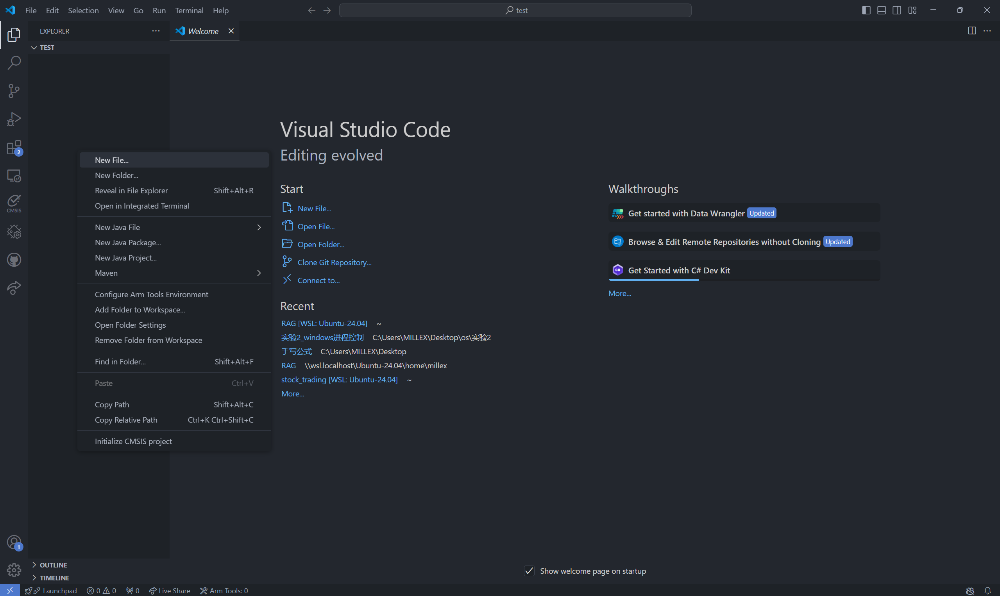 File Edit Selection View Go Run Terminal Help
test
EXPLORER
Welcome
TEST
2
CMSIS
New File...
New Folder...
Reveal in File Explorer Shift+Alt+R
Open in Integrated Terminal
New Java File
New Java Package...
New Java Project...
Maven
Configure Arm Tools Environment
Add Folder to Workspace...
Open Folder Settings
Remove Folder from Workspace
Find in Folder... Shift+Alt+F
Paste Ctrl+V
Copy Path Shift+Alt+C
Copy Relative Path Ctrl+K Ctrl+Shift+C
Initialize CMSIS project
Visual Studio Code
Editing evolved
Start
New File...
Open File...
Open Folder...
Clone Git Repository...
Connect to...
Recent
RAG [WSL: Ubuntu-24.04] ~
实验2_windows进程控制 C:\Users\MILLEX\Desktop\os\实验2
手写公式 C:\Users\MILLEX\Desktop
RAG \\wsl.localhost\Ubuntu-24.04\home\millex
stock_trading [WSL: Ubuntu-24.04] ~
More...
Walkthroughs
Get started with Data Wrangler Updated
Browse & Edit Remote Repositories without Cloning Updated
C# Get Started with C# Dev Kit
More...
1
OUTLINE
TIMELINE
Show welcome page on startup
Launchpad 0 0 0 Live Share Arm Tools: 0